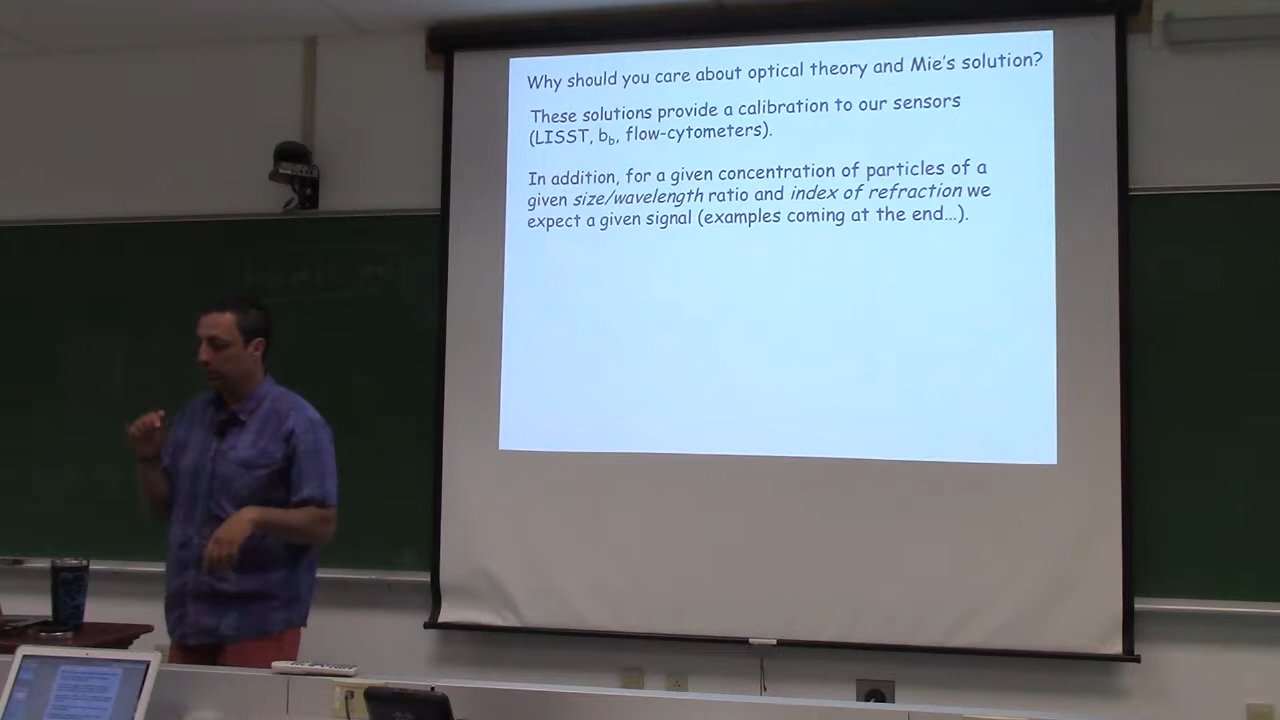 Why should you care about optical theory and Mie's solution?
These solutions provide a calibration to our sensors
(LISST, bb, flow-cytometers).
In addition, for a given concentration of particles of a
given size/wavelength ratio and index of refraction we
expect a given signal (examples coming at the end…).